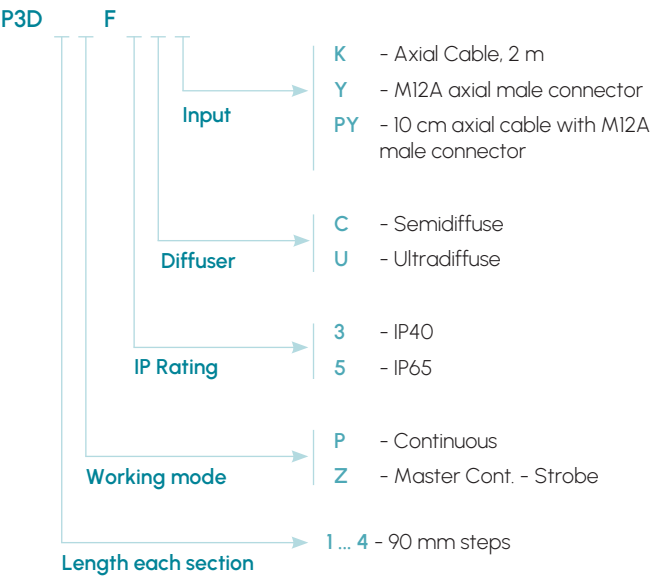 P3D F
K - Axial Cable, 2 m
Y - M12A axial male connector
PY - 10 cm axial cable with M12A
male connector
Input
C - Semidiffuse
U - Ultradiffuse
Diffuser
3 - IP40
5 - IP65
IP Rating
P - Continuous
Z - Master Cont. - Strobe
Working mode
1 ... 4 - 90 mm steps
Length each section